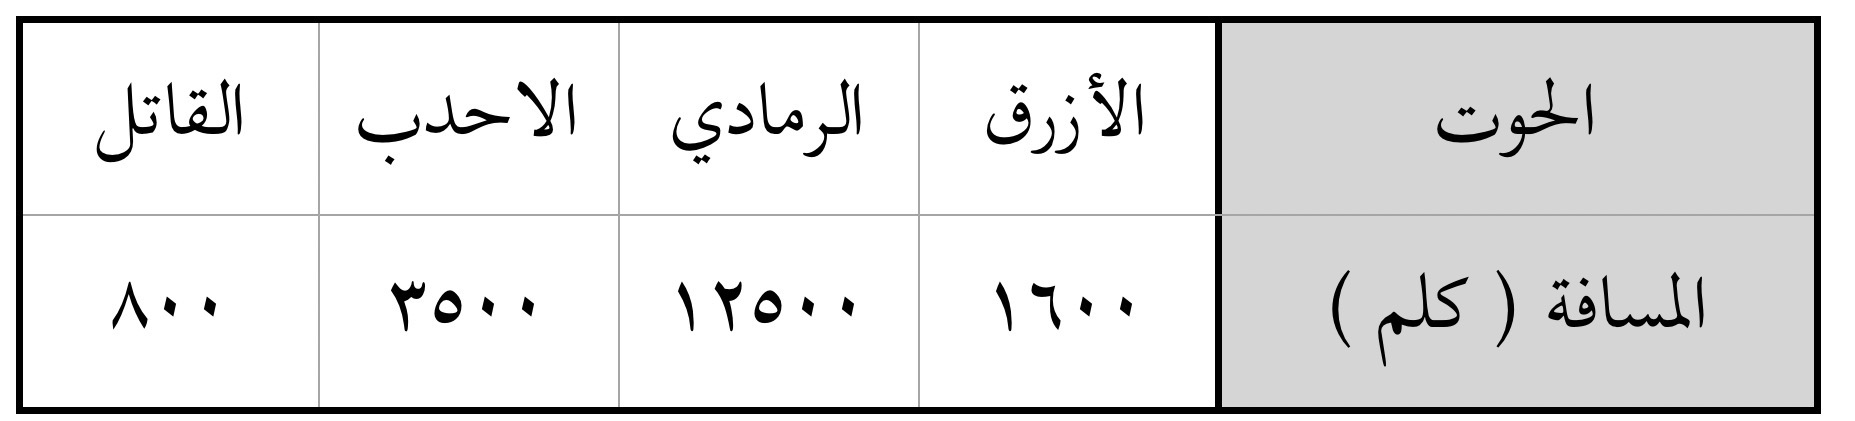 الحوت الأزرق الرمادي الاحدب القاتل
المسافة ( كلم ) ١٦٠٠ ١٢٥٠٠ ٣٥٠٠ ٨٠٠